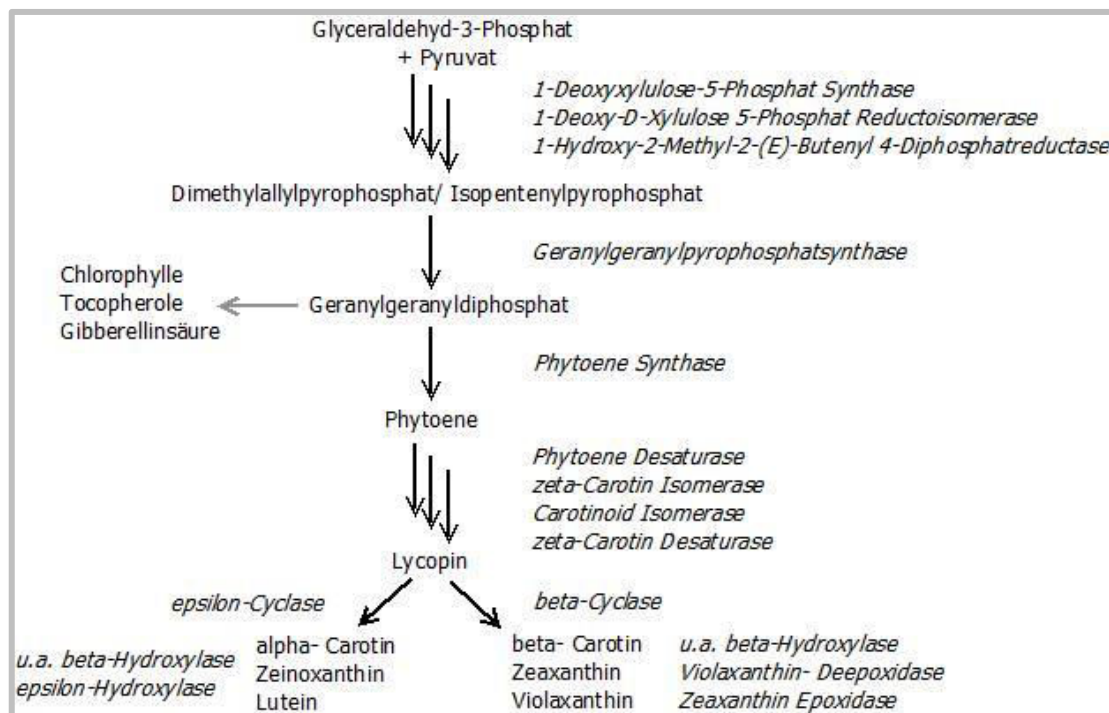 Glyceraldehyd-3-Phosphat
+ Pyruvat
1-Deoxyxylulose-5-Phosphat Synthase
1-Deoxy-D-Xylulose 5-Phosphat Reductoisomerase
1-Hydroxy-2-Methyl-2-(E)-Butenyl 4-Diphosphatreductase
Dimethylallylpyrophosphat/ Isopentenylpyrophosphat
Geranylgeranylpyrophosphatsynthase
Chlorophylle
Tocopherole
Gibberellinsäure
Geranylgeranyldiphosphat
Phytoene Synthase
Phytoene
Phytoene Desaturase
zeta-Carotin Isomerase
Carotinoid Isomerase
zeta-Carotin Desaturase
Lycopin
epsilon-Cyclase
beta-Cyclase
u.a. beta-Hydroxylase
epsilon-Hydroxylase
alpha- Carotin
Zeinoxanthin
Lutein
beta- Carotin
Zeaxanthin
Violaxanthin
u.a. beta-Hydroxylase
Violaxanthin- Deepoxidase
Zeaxanthin Epoxidase